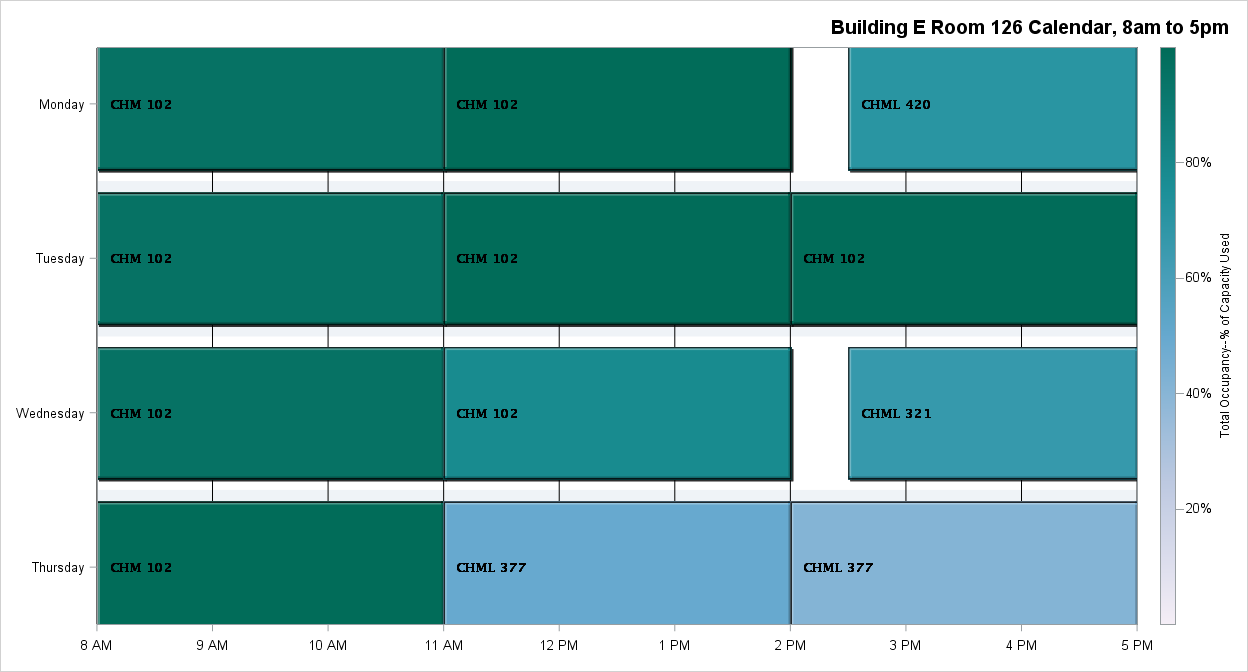 Building E Room 126 Calendar, 8am to 5pm
Monday
CHM 102
CHM 102
CHML 420
Tuesday
CHM 102
CHM 102
CHM 102
Wednesday
CHM 102
CHM 102
CHML 321
Thursday
CHM 102
CHML 377
CHML 377
8 AM
9 AM
10 AM
11 AM
12 PM
1 PM
2 PM
3 PM
4 PM
5 PM
80%
60%
40%
20%
Total Occupancy--% of Capacity Used